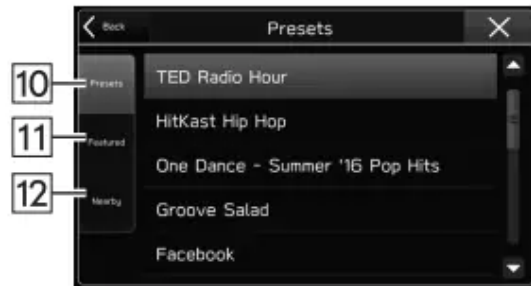 Back
Presets
10
Presets
TED Radio Hour
HitKast Hip Hop
11
Featured
One Dance - Summer '16 Pop Hits
12
Nearby
Groove Salad
Facebook